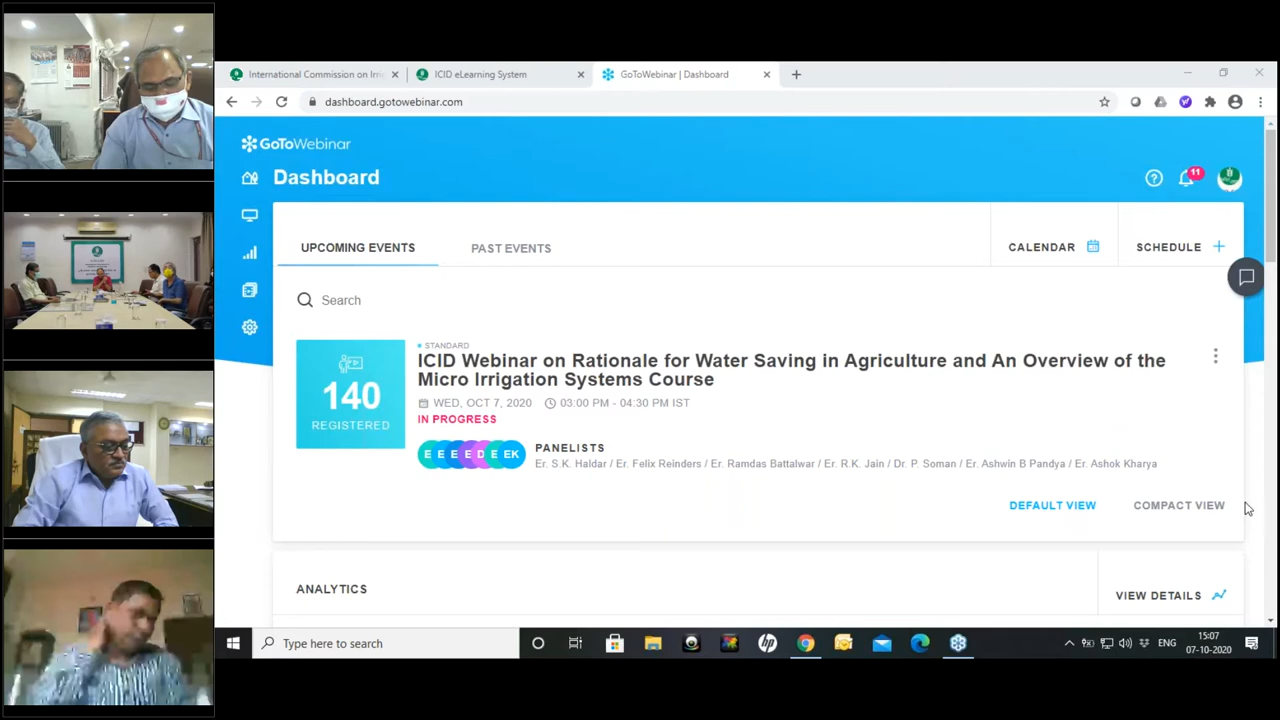 International Commission on Irri
ICID eLearning System
GoToWebinar | Dashboard
dashboard.gotowebinar.com
GoToWebinar
Dashboard
11
UPCOMING EVENTS
PAST EVENTS
CALENDAR
SCHEDULE
Search
140
REGISTERED
STANDARD
ICID Webinar on Rationale for Water Saving in Agriculture and An Overview of the
Micro Irrigation Systems Course
WED, OCT 7, 2020
03:00 PM - 04:30 PM IST
IN PROGRESS
E E E E D E EK
PANELISTS
Er. S.K. Haldar / Er. Felix Reinders / Er. Ramdas Battalwar / Er. R.K. Jain / Dr. P. Soman / Er. Ashwin B Pandya / Er. Ashok Kharya
DEFAULT VIEW
COMPACT VIEW
ANALYTICS
VIEW DETAILS
Type here to search
hp
ENG
15:07
07-10-2020